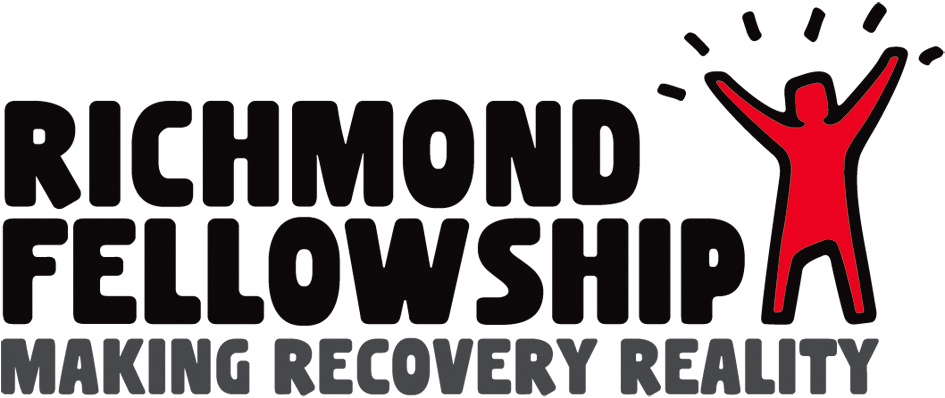 RICHMOND
FELLOWSHIP
MAKING RECOVERY REALITY